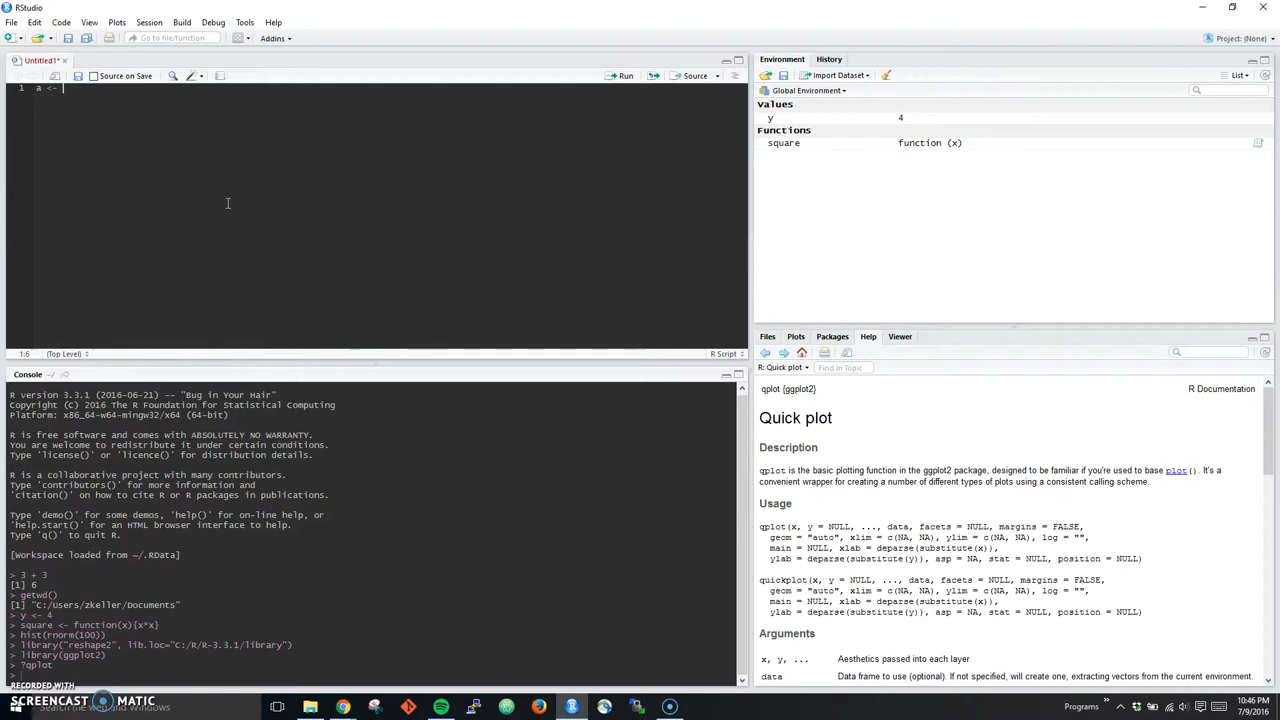 RStudio
File Edit Code View Plots Session Build Debug Tools Help
Go to file/function Addins Project: (None)
Untitled1*
Source on Save Run Source
1 a <-
1:6 (Top Level) R Script
Console ~/
R version 3.3.1 (2016-06-21) -- "Bug in Your Hair"
Copyright (C) 2016 The R Foundation for Statistical Computing
Platform: x86_64-w64-mingw32/x64 (64-bit)
R is free software and comes with ABSOLUTELY NO WARRANTY.
You are welcome to redistribute it under certain conditions.
Type 'license()' or 'licence()' for distribution details.
R is a collaborative project with many contributors.
Type 'contributors()' for more information and
'citation()' on how to cite R or R packages in publications.
Type 'demo()' for some demos, 'help()' for on-line help, or
'help.start()' for an HTML browser interface to help.
Type 'q()' to quit R.
[Workspace loaded from ~/.RData]
> 3 + 3
[1] 6
> getwd()
[1] "C:/Users/zkeller/Documents"
> y <- 4
> square <- function(x){x*x}
> hist(rnorm(100))
> library("reshape2", lib.loc="C:/R/R-3.3.1/library")
> library(ggplot2)
> ?qplot
>
Environment History
Import Dataset List
Global Environment
Values
y 4
Functions
square function (x)
Files Plots Packages Help Viewer
R: Quick plot Find in Topic
qplot {ggplot2} R Documentation
Quick plot
Description
qplot is the basic plotting function in the ggplot2 package, designed to be familiar if you're used to base plot(). It's a
convenient wrapper for creating a number of different types of plots using a consistent calling scheme.
Usage
qplot(x, y = NULL, ..., data, facets = NULL, margins = FALSE,
geom = "auto", xlim = c(NA, NA), ylim = c(NA, NA), log = "",
main = NULL, xlab = deparse(substitute(x)),
ylab = deparse(substitute(y)), asp = NA, stat = NULL, position = NULL)
quickplot(x, y = NULL, ..., data, facets = NULL, margins = FALSE,
geom = "auto", xlim = c(NA, NA), ylim = c(NA, NA), log = "",
main = NULL, xlab = deparse(substitute(x)),
ylab = deparse(substitute(y)), asp = NA, stat = NULL, position = NULL)
Arguments
x, y, ... Aesthetics passed into each layer
data Data frame to use (optional). If not specified, will create one, extracting vectors from the current environment.
RECORDED WITH
SCREENCAST MATIC
Search the web and Windows
Programs
10:46 PM
7/9/2016